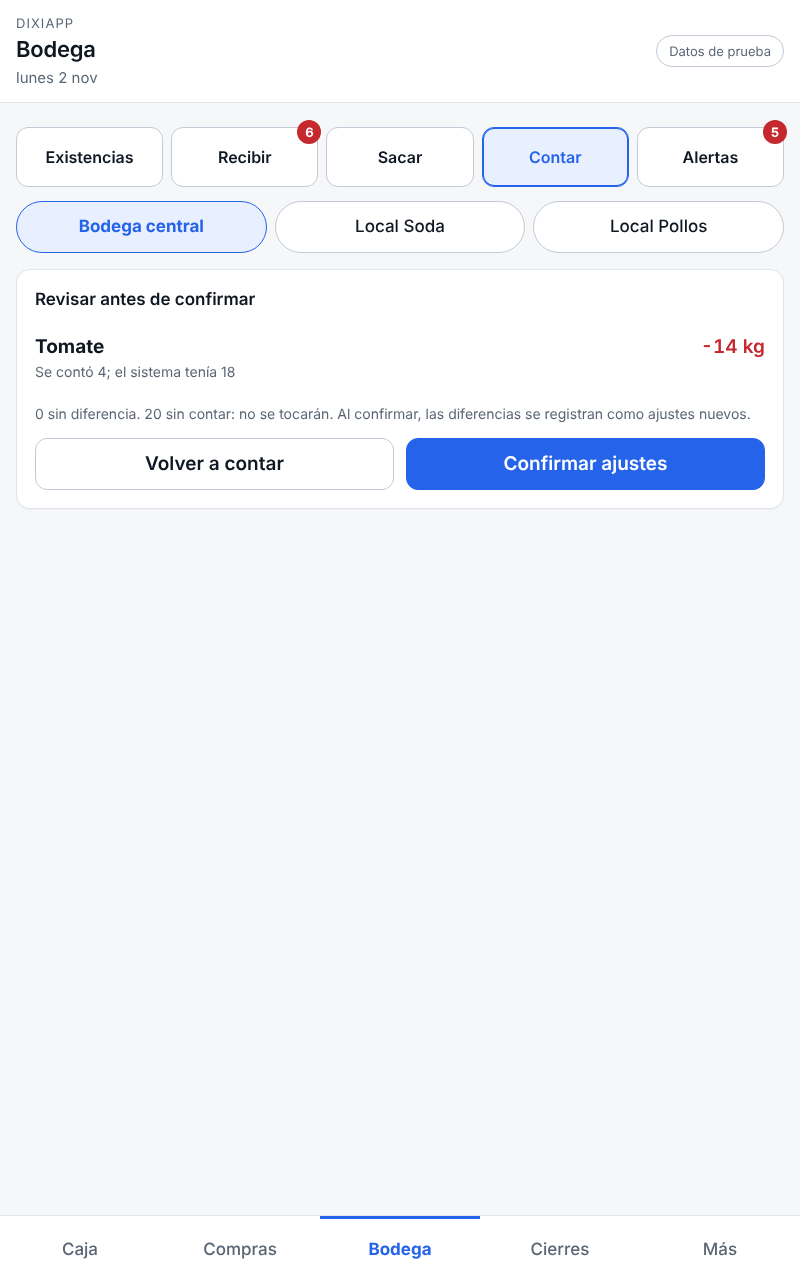 DIXIAPP
Bodega
lunes 2 nov
Datos de prueba
Existencias
Recibir
6
Sacar
Contar
Alertas
5
Bodega central
Local Soda
Local Pollos
Revisar antes de confirmar
Tomate
-14 kg
Se contó 4; el sistema tenía 18
0 sin diferencia. 20 sin contar: no se tocarán. Al confirmar, las diferencias se registran como ajustes nuevos.
Volver a contar
Confirmar ajustes
Caja
Compras
Bodega
Cierres
Más